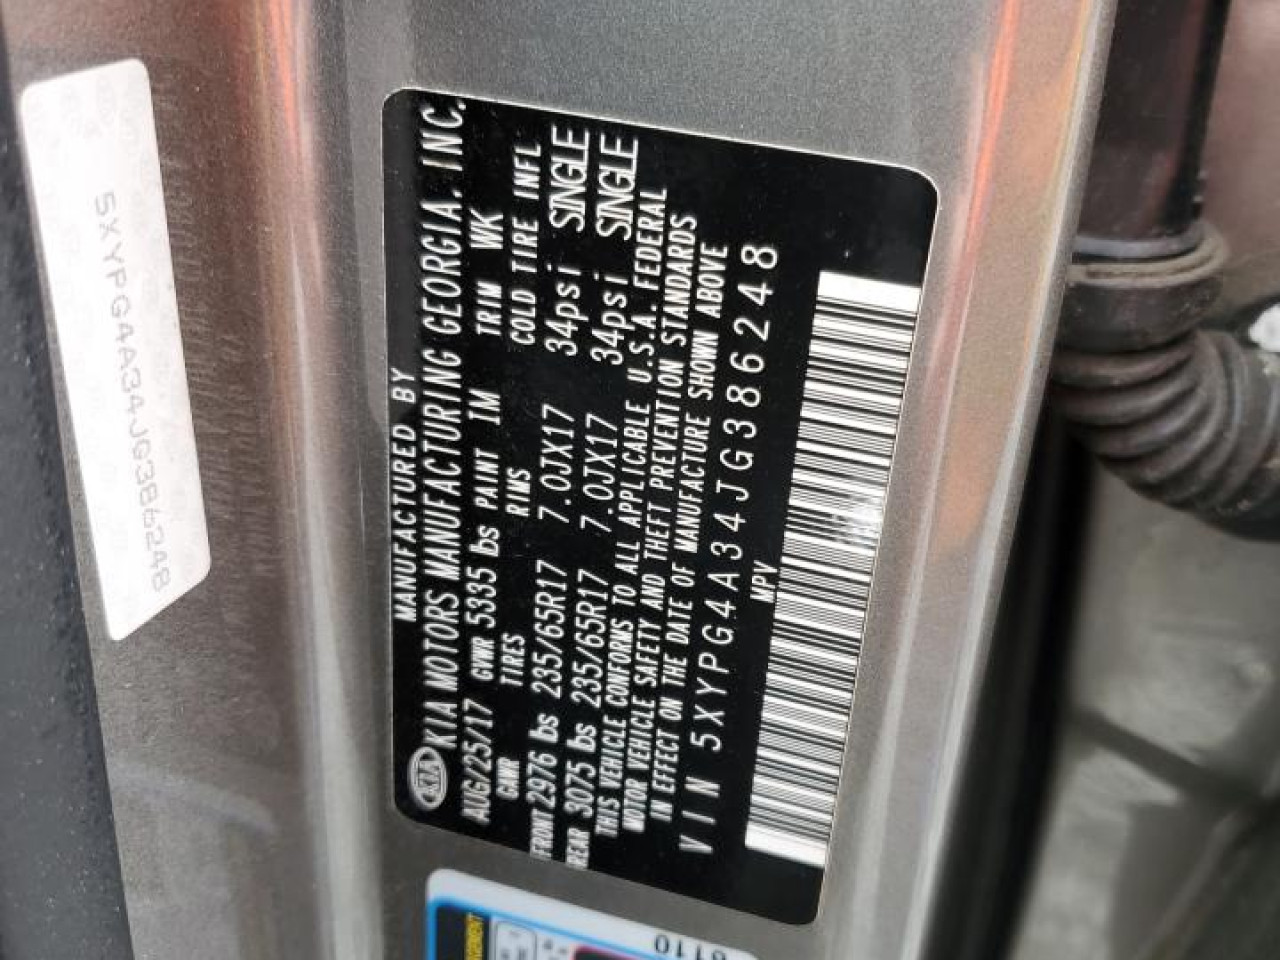 5XYPG4A34JG386248
MANUFACTURED BY
KIA KIA MOTORS MANUFACTURING GEORGIA, INC.
AUG/25/17 GVWR 5335 lbs PAINT IM TRIM WK
GAWR TIRES RIMS COLD TIRE INFL
FRONT 2976 lbs 235/65R17 7.0JX17 34psi SINGLE
REAR 3075 lbs 235/65R17 7.0JX17 34psi SINGLE
THIS VEHICLE CONFORMS TO ALL APPLICABLE U.S.A. FEDERAL
MOTOR VEHICLE SAFETY AND THEFT PREVENTION STANDARDS
IN EFFECT ON THE DATE OF MANUFACTURE SHOWN ABOVE
VIN 5XYPG4A34JG386248
MPV